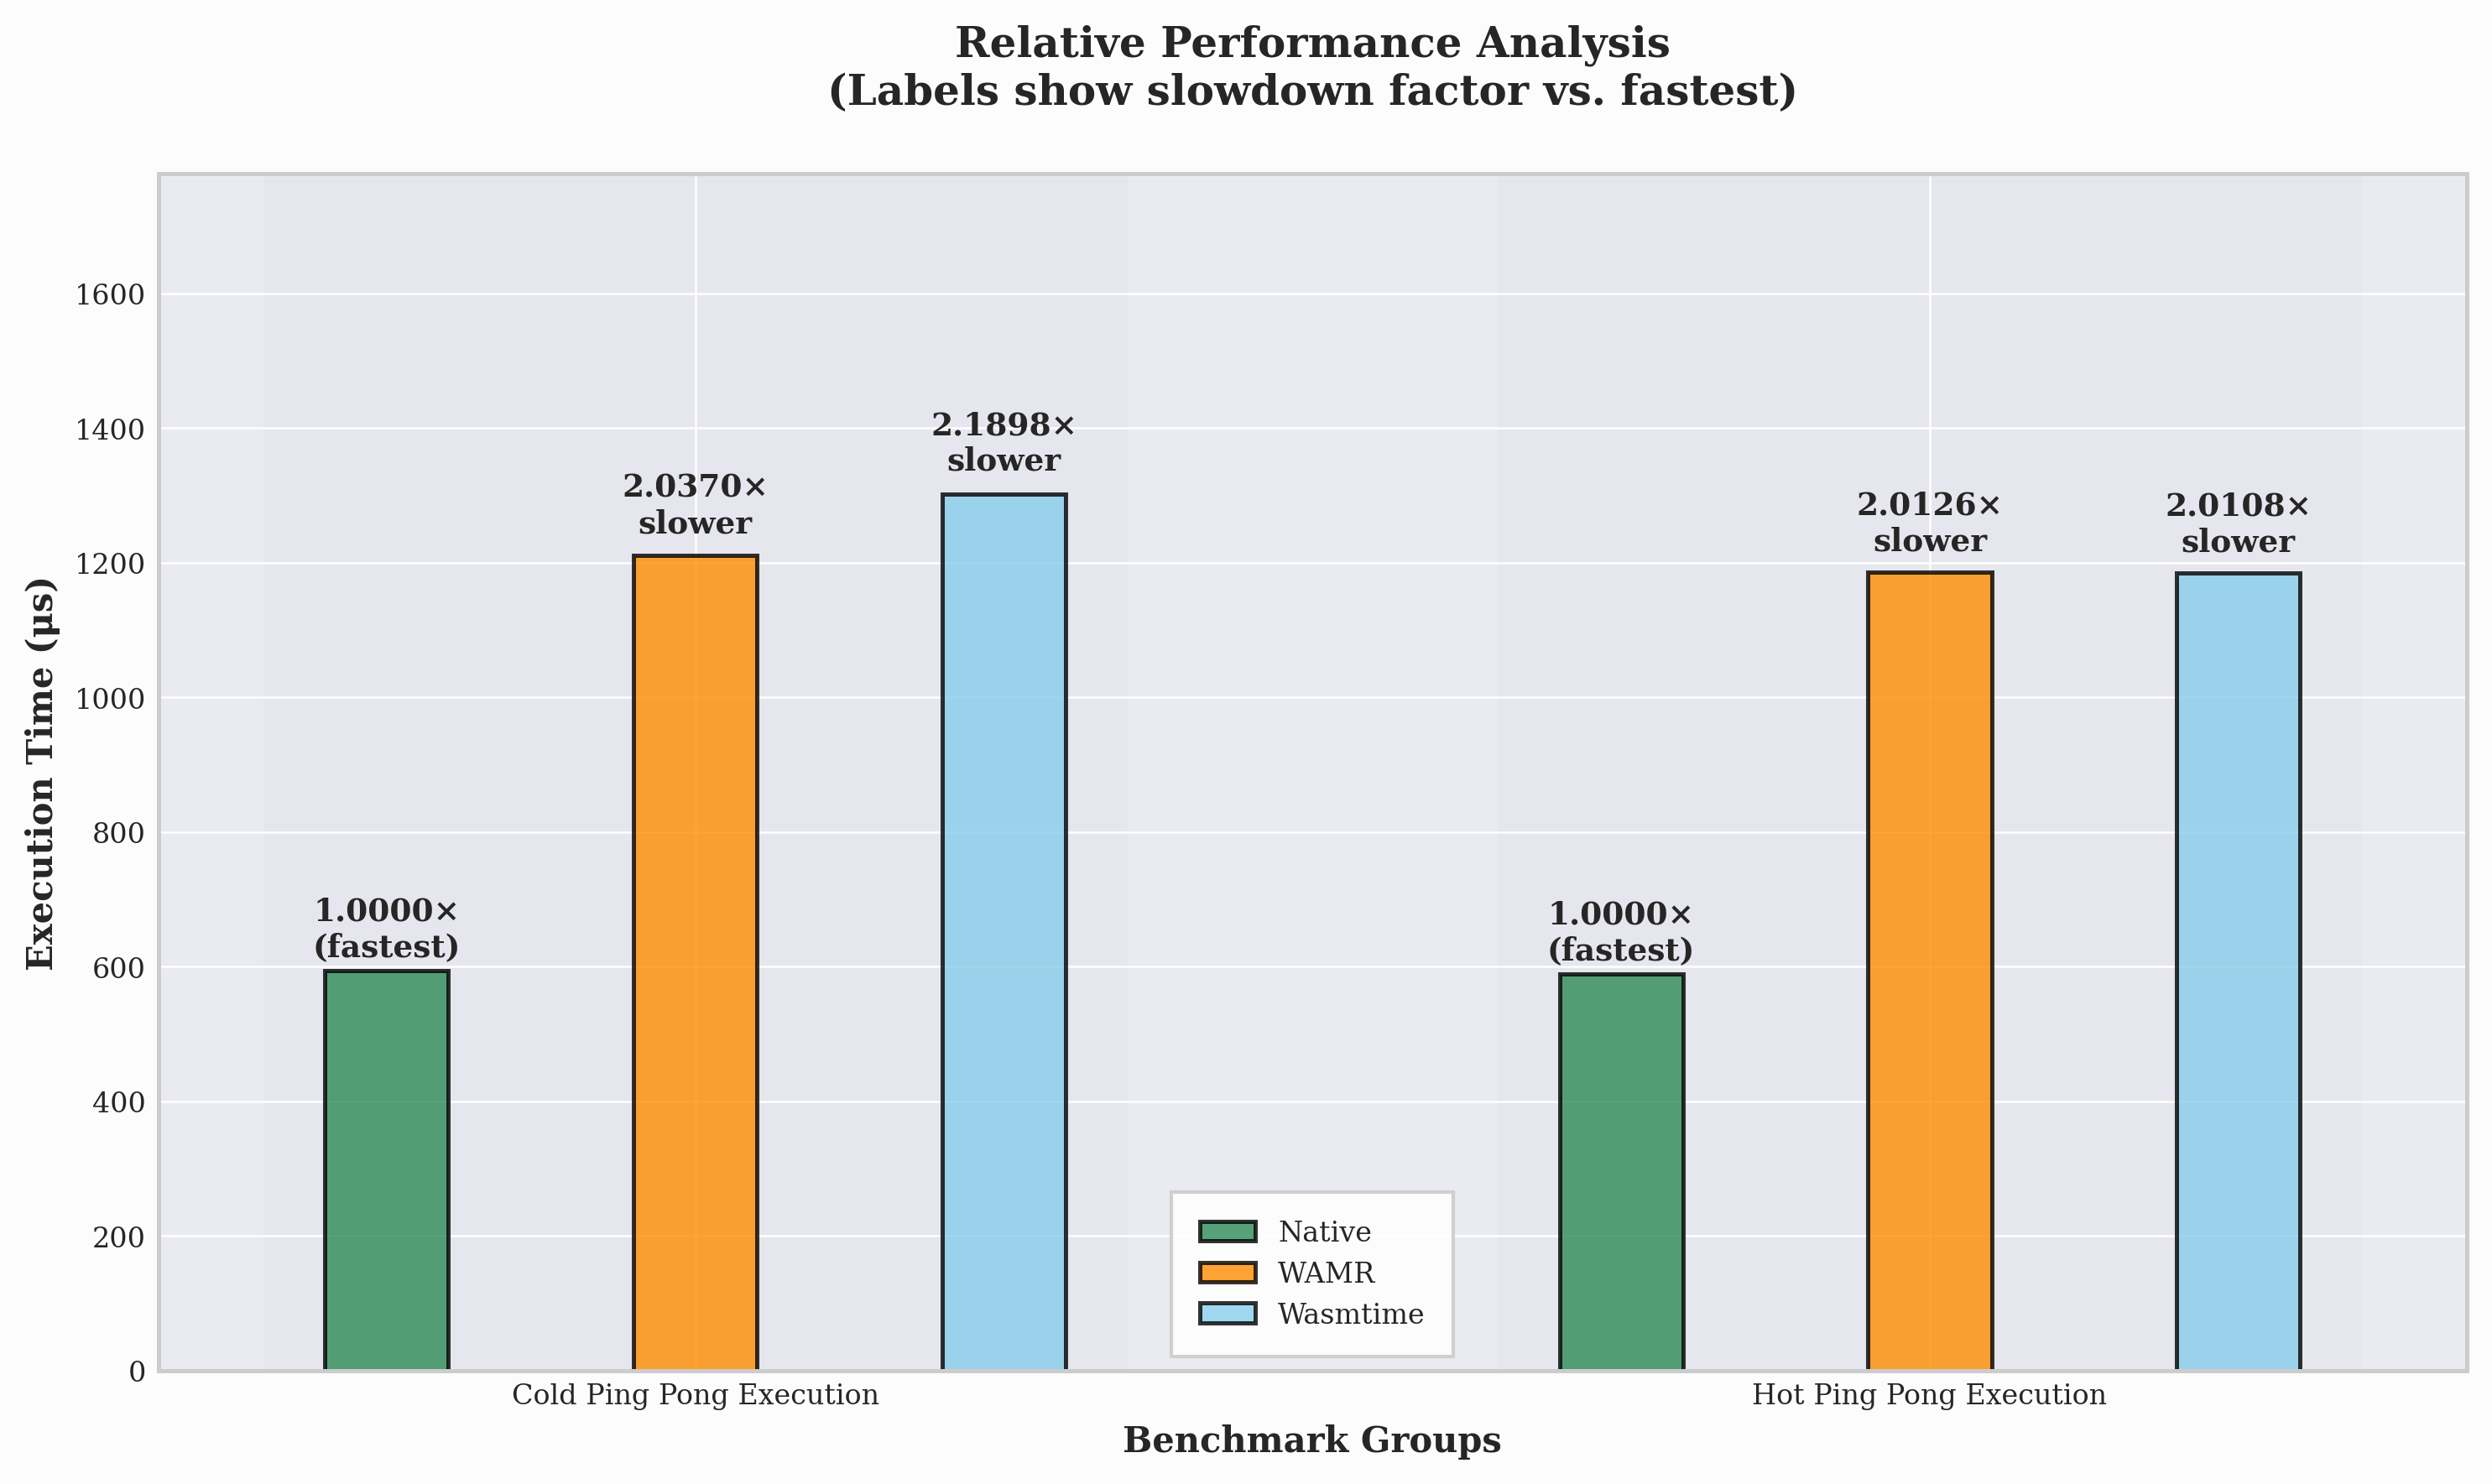 Relative Performance Analysis
(Labels show slowdown factor vs. fastest)
Execution Time (µs)
1600
1400
1200
1000
800
600
400
200
0
1.0000×
(fastest)
2.0370×
slower
2.1898×
slower
1.0000×
(fastest)
2.0126×
slower
2.0108×
slower
Native
WAMR
Wasmtime
Cold Ping Pong Execution
Hot Ping Pong Execution
Benchmark Groups